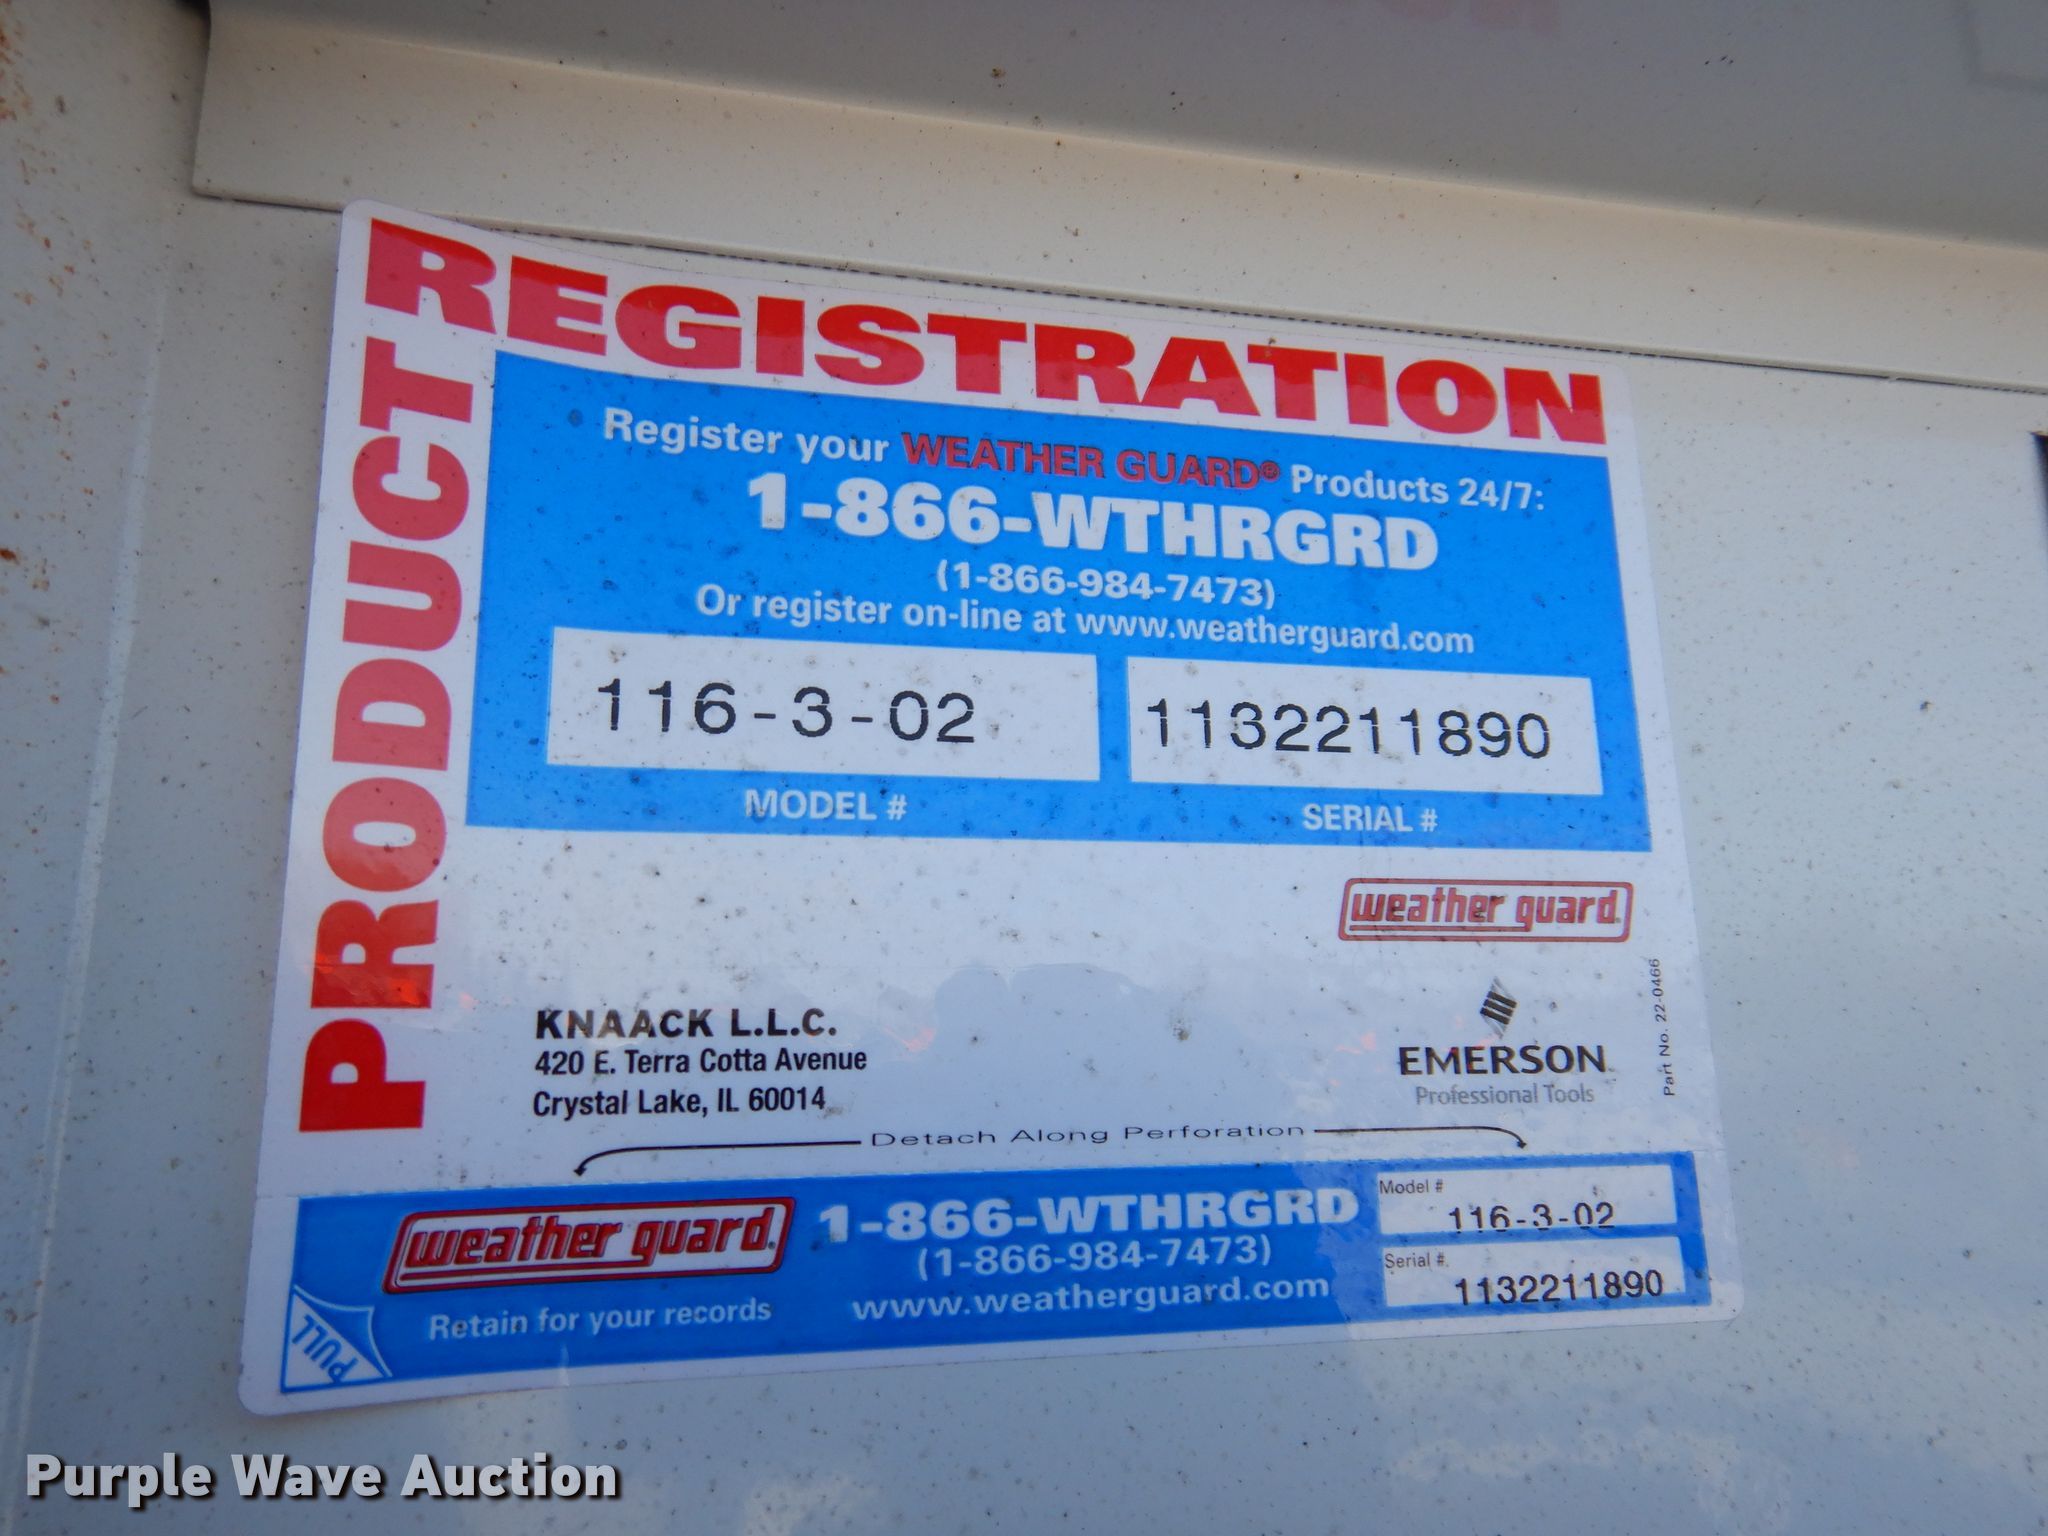 PRODUCT REGISTRATION
Register your WEATHER GUARD® Products 24/7:
1-866-WTHRGRD
(1-866-984-7473)
Or register on-line at www.weatherguard.com
116-3-02
MODEL #
1132211890
SERIAL #
weather guard.
KNAACK L.L.C.
420 E. Terra Cotta Avenue
Crystal Lake, IL 60014
EMERSON
Professional Tools
Part No. 22-0466
Detach Along Perforation
PULL
weather guard.
Retain for your records
1-866-WTHRGRD
(1-866-984-7473)
www.weatherguard.com
Model #
116-3-02
Serial #
1132211890
Purple Wave Auction